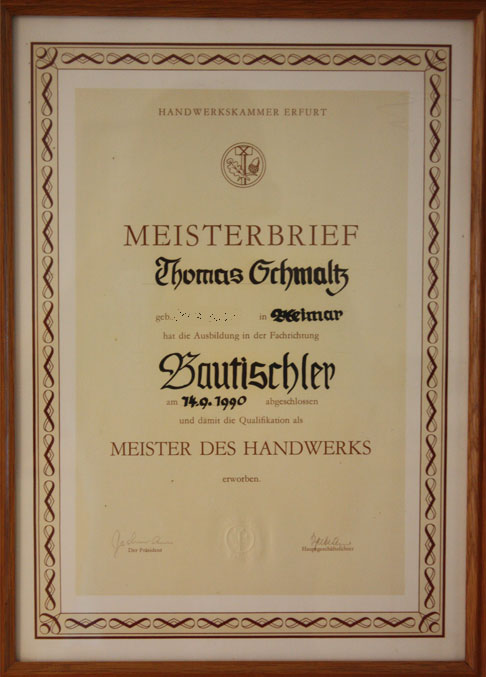 HANDWERKSKAMMER ERFURT
MEISTERBRIEF
Thomas Schmaltz
geb. in Weimar
hat die Ausbildung in der Fachrichtung
Bautischler
am 14.9.1990 abgeschlossen
und damit die Qualifikation als
MEISTER DES HANDWERKS
erworben.
Der Präsident Hauptgeschäftsführer